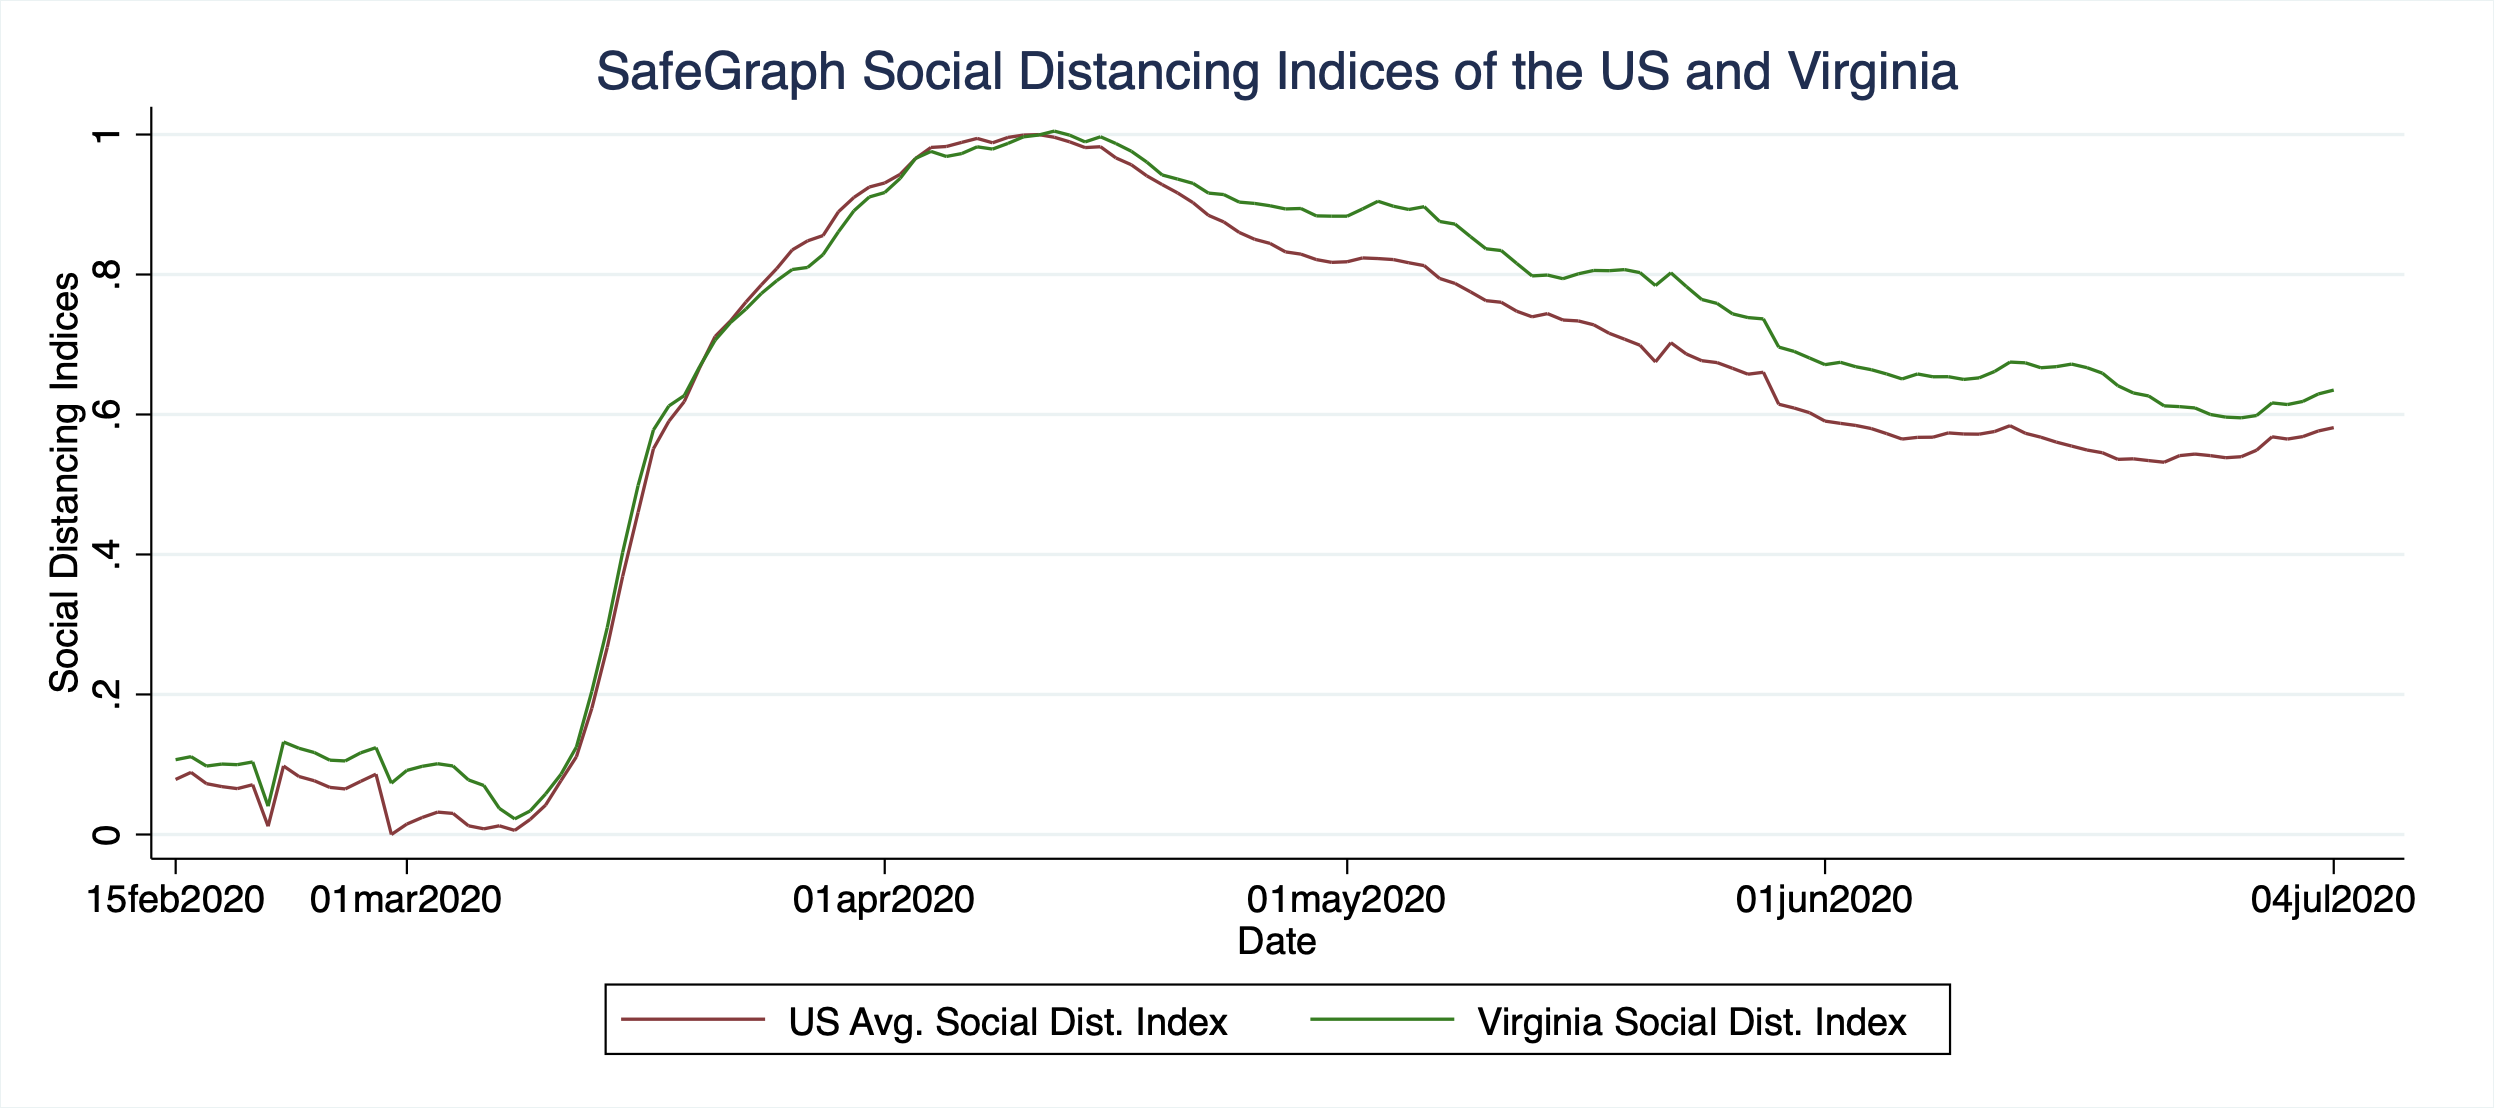 SafeGraph Social Distancing Indices of the US and Virginia
Social Distancing Indices
1
.8
.6
.4
.2
0
15feb2020 01mar2020 01apr2020 01may2020 01jun2020 04jul2020
Date
US Avg. Social Dist. Index Virginia Social Dist. Index